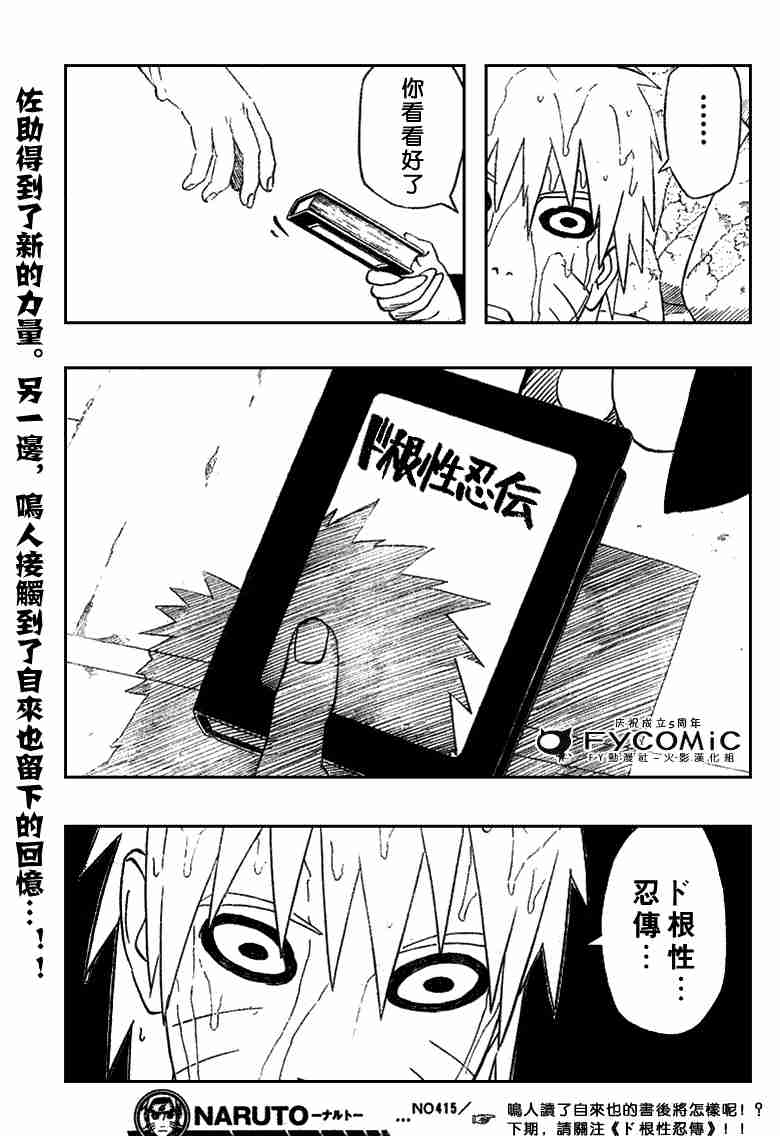 ……
你看看好了
ド根性忍伝
庆祝成立5周年
FYCOMIC
FY動漫社－火影漢化組
ド根性…
忍傳…
佐助得到了新的力量。另一邊，鳴人接觸到了自來也留下的回憶…！！
NARUTO—ナルト—
…
NO415／
☞
鳴人讀了自來也的書後將怎樣呢！？
下期，請關注《ド根性忍傳》！！